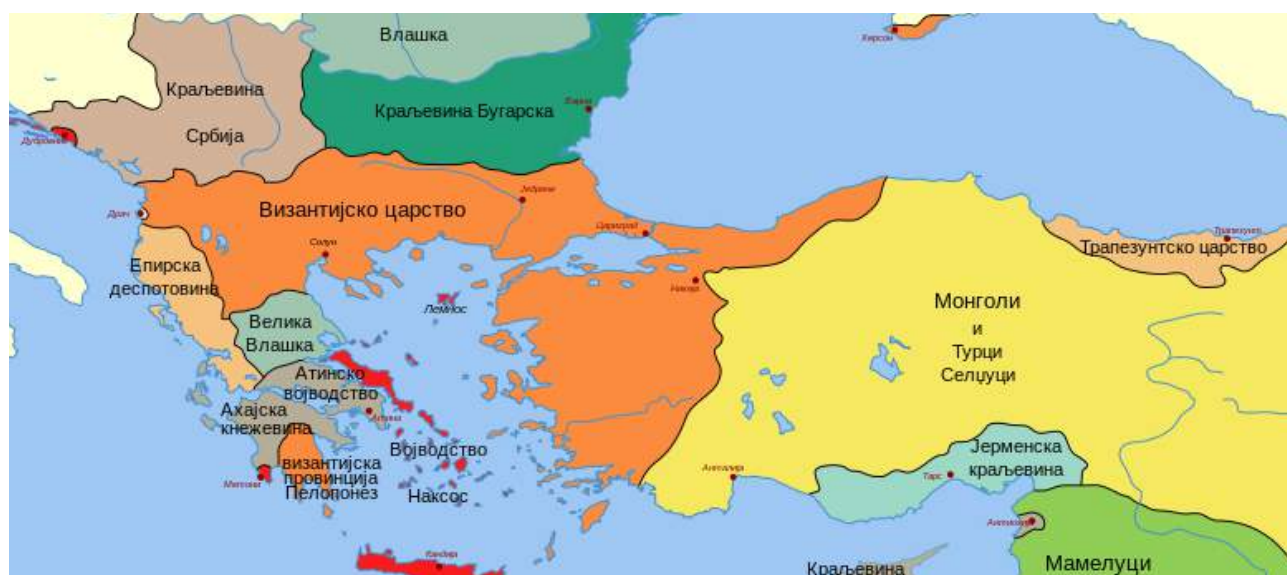 Влашка
Херсон
Краљевина
Србија
Краљевина Бугарска
Варна
Дубровник
Једрене
Драч
Византијско царство
Цариград
Солун
Трапезунт
Трапезунтско царство
Епирска
деспотовина
Никеја
Монголи
и
Турци
Селџуци
Лемнос
Велика
Влашка
Атинско
војводство
Атина
Ахајска
кнежевина
Војводство
Наксос
византијска
провинција
Пелопонез
Метони
Анталија
Јерменска
краљевина
Тарс
Антиохија
Кандија
Краљевина
Мамелуци